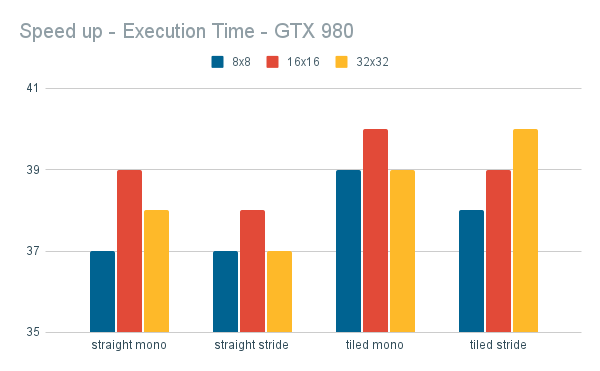 Speed up - Execution Time - GTX 980
8x8 16x16 32x32
41
39
37
35
straight mono straight stride tiled mono tiled stride